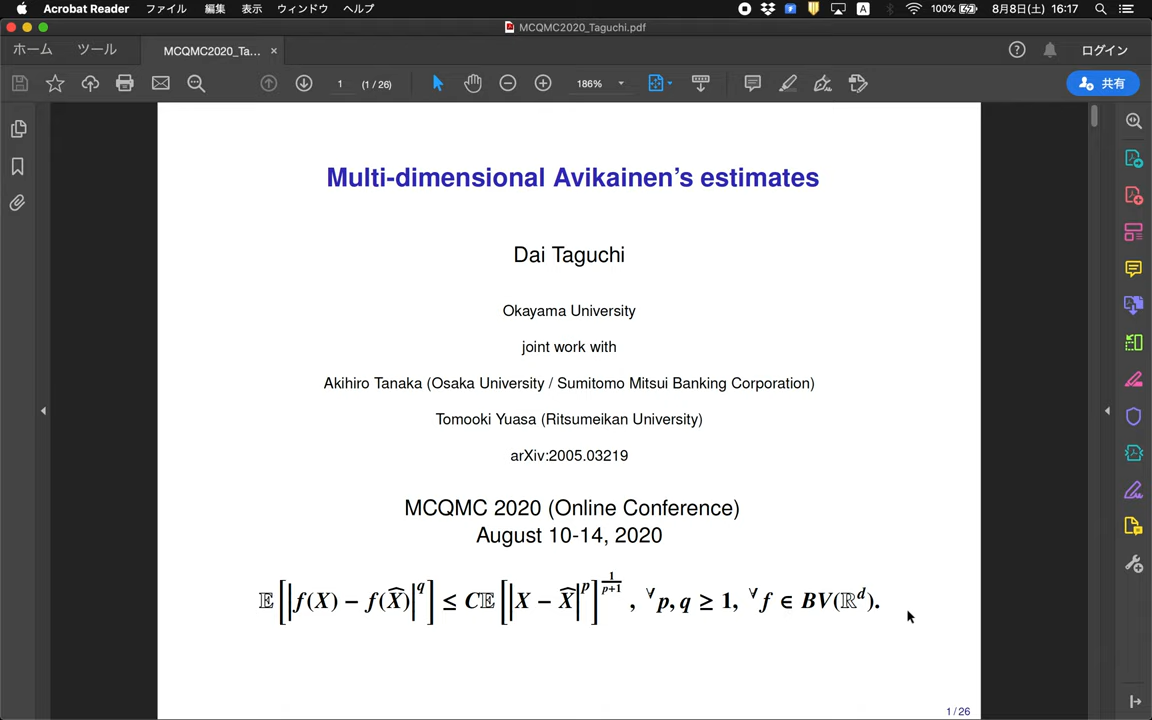 Acrobat Reader ファイル 編集 表示 ウィンドウ ヘルプ A 100% 8月8日(土) 16:17
MCQMC2020_Taguchi.pdf
ホーム ツール MCQMC2020_Ta... × ? ログイン
1 (1 / 26) 186% 共有
Multi-dimensional Avikainen's estimates
Dai Taguchi
Okayama University
joint work with
Akihiro Tanaka (Osaka University / Sumitomo Mitsui Banking Corporation)
Tomooki Yuasa (Ritsumeikan University)
arXiv:2005.03219
MCQMC 2020 (Online Conference)
August 10-14, 2020
𝔼[|f(X) − f(X̂)|^q] ≤ C𝔼[|X − X̂|^p]^{1/(p+1)}, ∀p, q ≥ 1, ∀f ∈ BV(ℝ^d).
1 / 26